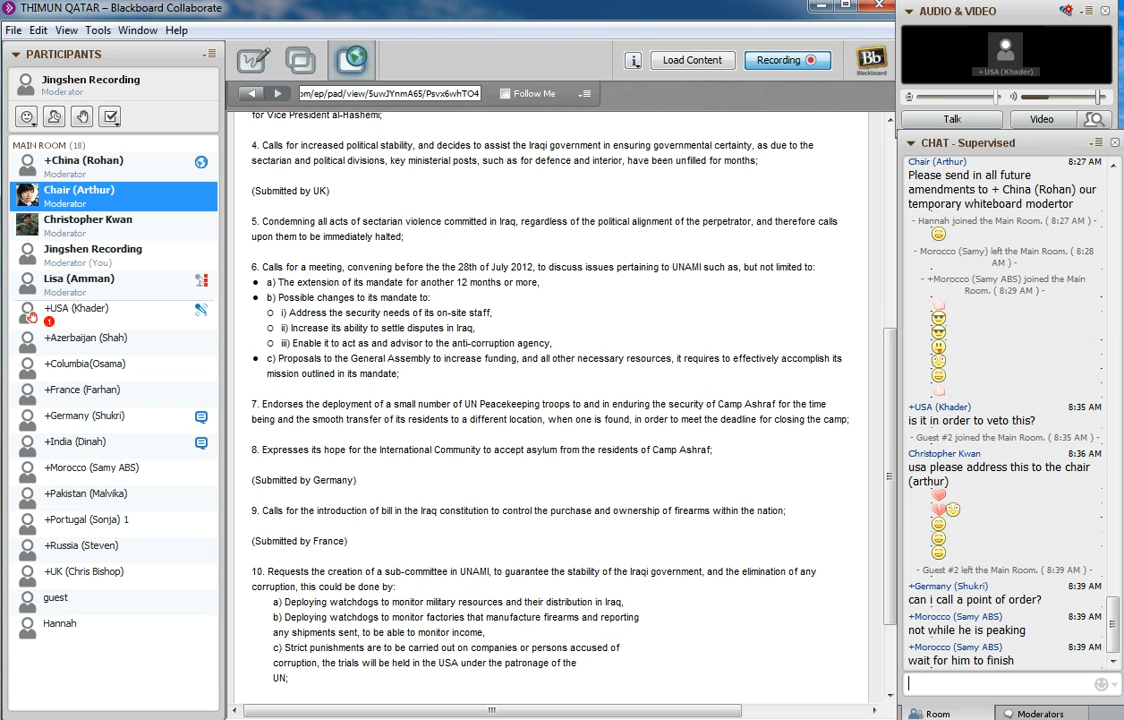 THIMUN QATAR – Blackboard Collaborate
File Edit View Tools Window Help
PARTICIPANTS
Jingshen Recording
Moderator
MAIN ROOM (18)
+China (Rohan)
Moderator
Chair (Arthur)
Moderator
Christopher Kwan
Moderator
Jingshen Recording
Moderator (You)
Lisa (Amman)
Moderator
+USA (Khader)
1
+Azerbaijan (Shah)
+Columbia(Osama)
+France (Farhan)
+Germany (Shukri)
+India (Dinah)
+Morocco (Samy ABS)
+Pakistan (Malvika)
+Portugal (Sonja) 1
+Russia (Steven)
+UK (Chris Bishop)
guest
Hannah
Load Content
Recording
Bb
Blackboard
om/ep/pad/view/5uwJYnmA65/Psvx6whTO4
Follow Me
for Vice President al-Hashemi;
4. Calls for increased political stability, and decides to assist the Iraqi government in ensuring governmental certainty, as due to the
sectarian and political divisions, key ministerial posts, such as for defence and interior, have been unfilled for months;
(Submitted by UK)
5. Condemning all acts of sectarian violence committed in Iraq, regardless of the political alignment of the perpetrator, and therefore calls
upon them to be immediately halted;
6. Calls for a meeting, convening before the the 28th of July 2012, to discuss issues pertaining to UNAMI such as, but not limited to:
a) The extension of its mandate for another 12 months or more,
b) Possible changes to its mandate to:
i) Address the security needs of its on-site staff,
ii) Increase its ability to settle disputes in Iraq,
iii) Enable it to act as and advisor to the anti-corruption agency,
c) Proposals to the General Assembly to increase funding, and all other necessary resources, it requires to effectively accomplish its
mission outlined in its mandate;
7. Endorses the deployment of a small number of UN Peacekeeping troops to and in enduring the security of Camp Ashraf for the time
being and the smooth transfer of its residents to a different location, when one is found, in order to meet the deadline for closing the camp;
8. Expresses its hope for the International Community to accept asylum from the residents of Camp Ashraf;
(Submitted by Germany)
9. Calls for the introduction of bill in the Iraq constitution to control the purchase and ownership of firearms within the nation;
(Submitted by France)
10. Requests the creation of a sub-committee in UNAMI, to guarantee the stability of the Iraqi government, and the elimination of any
corruption, this could be done by:
a) Deploying watchdogs to monitor military resources and their distribution in Iraq,
b) Deploying watchdogs to monitor factories that manufacture firearms and reporting
any shipments sent, to be able to monitor income,
c) Strict punishments are to be carried out on companies or persons accused of
corruption, the trials will be held in the USA under the patronage of the
UN;
AUDIO & VIDEO
+USA (Khader)
Talk
Video
CHAT - Supervised
Chair (Arthur) 8:27 AM
Please send in all future
amendments to + China (Rohan) our
temporary whiteboard modertor
- Hannah joined the Main Room. ( 8:27 AM ) -
- Morocco (Samy) left the Main Room. ( 8:28
AM ) -
- +Morocco (Samy ABS) joined the Main
Room. ( 8:29 AM ) -
+USA (Khader) 8:35 AM
is it in order to veto this?
- Guest #2 joined the Main Room. ( 8:35 AM ) -
Christopher Kwan 8:36 AM
usa please address this to the chair
(arthur)
- Guest #2 left the Main Room. ( 8:39 AM ) -
+Germany (Shukri) 8:39 AM
can i call a point of order?
+Morocco (Samy ABS) 8:39 AM
not while he is peaking
+Morocco (Samy ABS) 8:39 AM
wait for him to finish
Room
Moderators